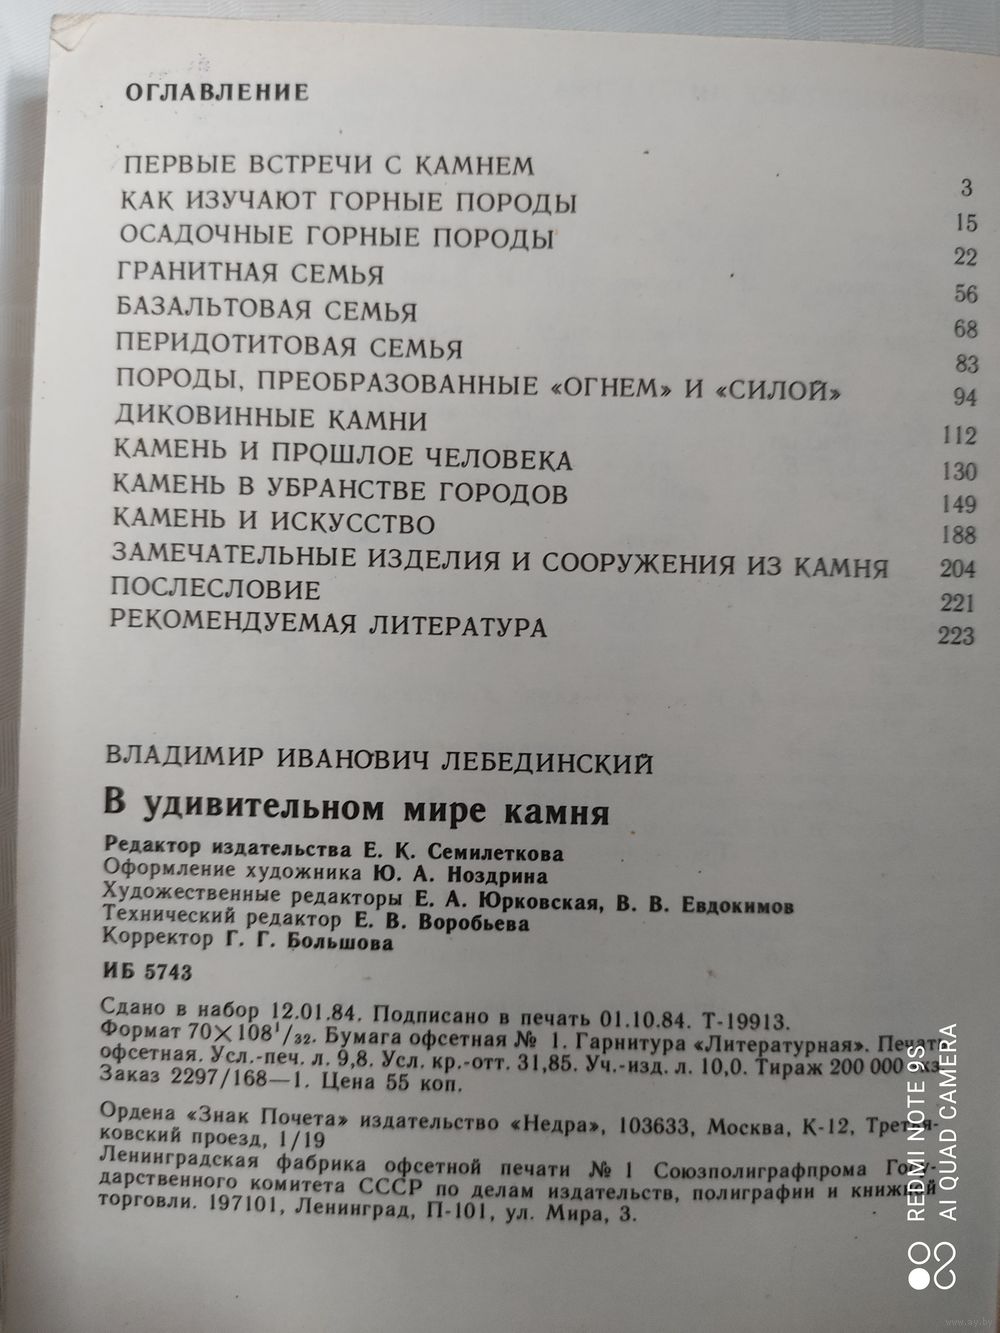 ОГЛАВЛЕНИЕ
ПЕРВЫЕ ВСТРЕЧИ С КАМНЕМ 3
КАК ИЗУЧАЮТ ГОРНЫЕ ПОРОДЫ 15
ОСАДОЧНЫЕ ГОРНЫЕ ПОРОДЫ 22
ГРАНИТНАЯ СЕМЬЯ 56
БАЗАЛЬТОВАЯ СЕМЬЯ 68
ПЕРИДОТИТОВАЯ СЕМЬЯ 83
ПОРОДЫ, ПРЕОБРАЗОВАННЫЕ «ОГНЕМ» И «СИЛОЙ» 94
ДИКОВИННЫЕ КАМНИ 112
КАМЕНЬ И ПРОШЛОЕ ЧЕЛОВЕКА 130
КАМЕНЬ В УБРАНСТВЕ ГОРОДОВ 149
КАМЕНЬ И ИСКУССТВО 188
ЗАМЕЧАТЕЛЬНЫЕ ИЗДЕЛИЯ И СООРУЖЕНИЯ ИЗ КАМНЯ 204
ПОСЛЕСЛОВИЕ 221
РЕКОМЕНДУЕМАЯ ЛИТЕРАТУРА 223
ВЛАДИМИР ИВАНОВИЧ ЛЕБЕДИНСКИЙ
В удивительном мире камня
Редактор издательства Е. К. Семилеткова
Оформление художника Ю. А. Ноздрина
Художественные редакторы Е. А. Юрковская, В. В. Евдокимов
Технический редактор Е. В. Воробьева
Корректор Г. Г. Большова
ИБ 5743
Сдано в набор 12.01.84. Подписано в печать 01.10.84. Т-19913.
Формат 70×108¹/₃₂. Бумага офсетная № 1. Гарнитура «Литературная». Печать
офсетная. Усл.-печ. л. 9,8. Усл. кр.-отт. 31,85. Уч.-изд. л. 10,0. Тираж 200 000 экз.
Заказ 2297/168—1. Цена 55 коп.
Ордена «Знак Почета» издательство «Недра», 103633, Москва, К-12, Третья-
ковский проезд, 1/19
Ленинградская фабрика офсетной печати № 1 Союзполиграфпрома Госу-
дарственного комитета СССР по делам издательств, полиграфии и книжной
торговли. 197101, Ленинград, П-101, ул. Мира, 3.
REDMI NOTE 9S
AI QUAD CAMERA
www.ay.by